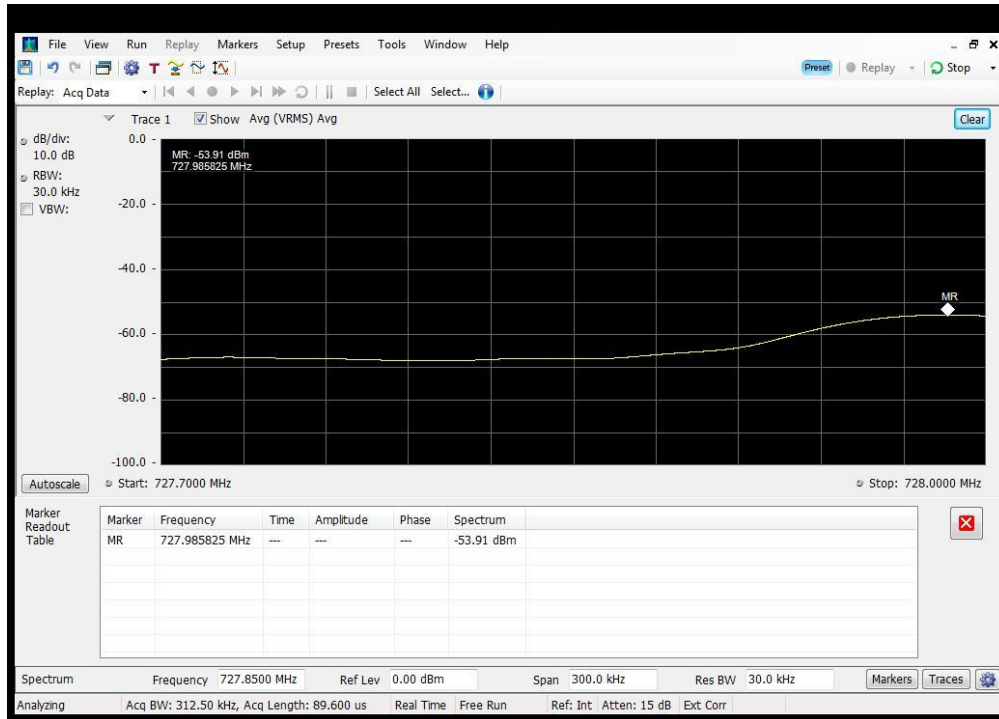 File View Run Replay Markers Setup Presets Tools Window Help
T Preset Replay Stop
Replay: Acq Data Select All Select...
Trace 1 Show Avg (VRMS) Avg Clear
dB/div:
10.0 dB
RBW:
30.0 kHz
VBW:
0.0
-20.0
-40.0
-60.0
-80.0
-100.0
MR: -53.91 dBm
727.985825 MHz
MR
Autoscale Start: 727.7000 MHz Stop: 728.0000 MHz
Marker
Readout
Table
Marker Frequency Time Amplitude Phase Spectrum
MR 727.985825 MHz --- --- --- -53.91 dBm
Spectrum Frequency 727.8500 MHz Ref Lev 0.00 dBm Span 300.0 kHz Res BW 30.0 kHz Markers Traces
Analyzing Acq BW: 312.50 kHz, Acq Length: 89.600 us Real Time Free Run Ref: Int Atten: 15 dB Ext Corr